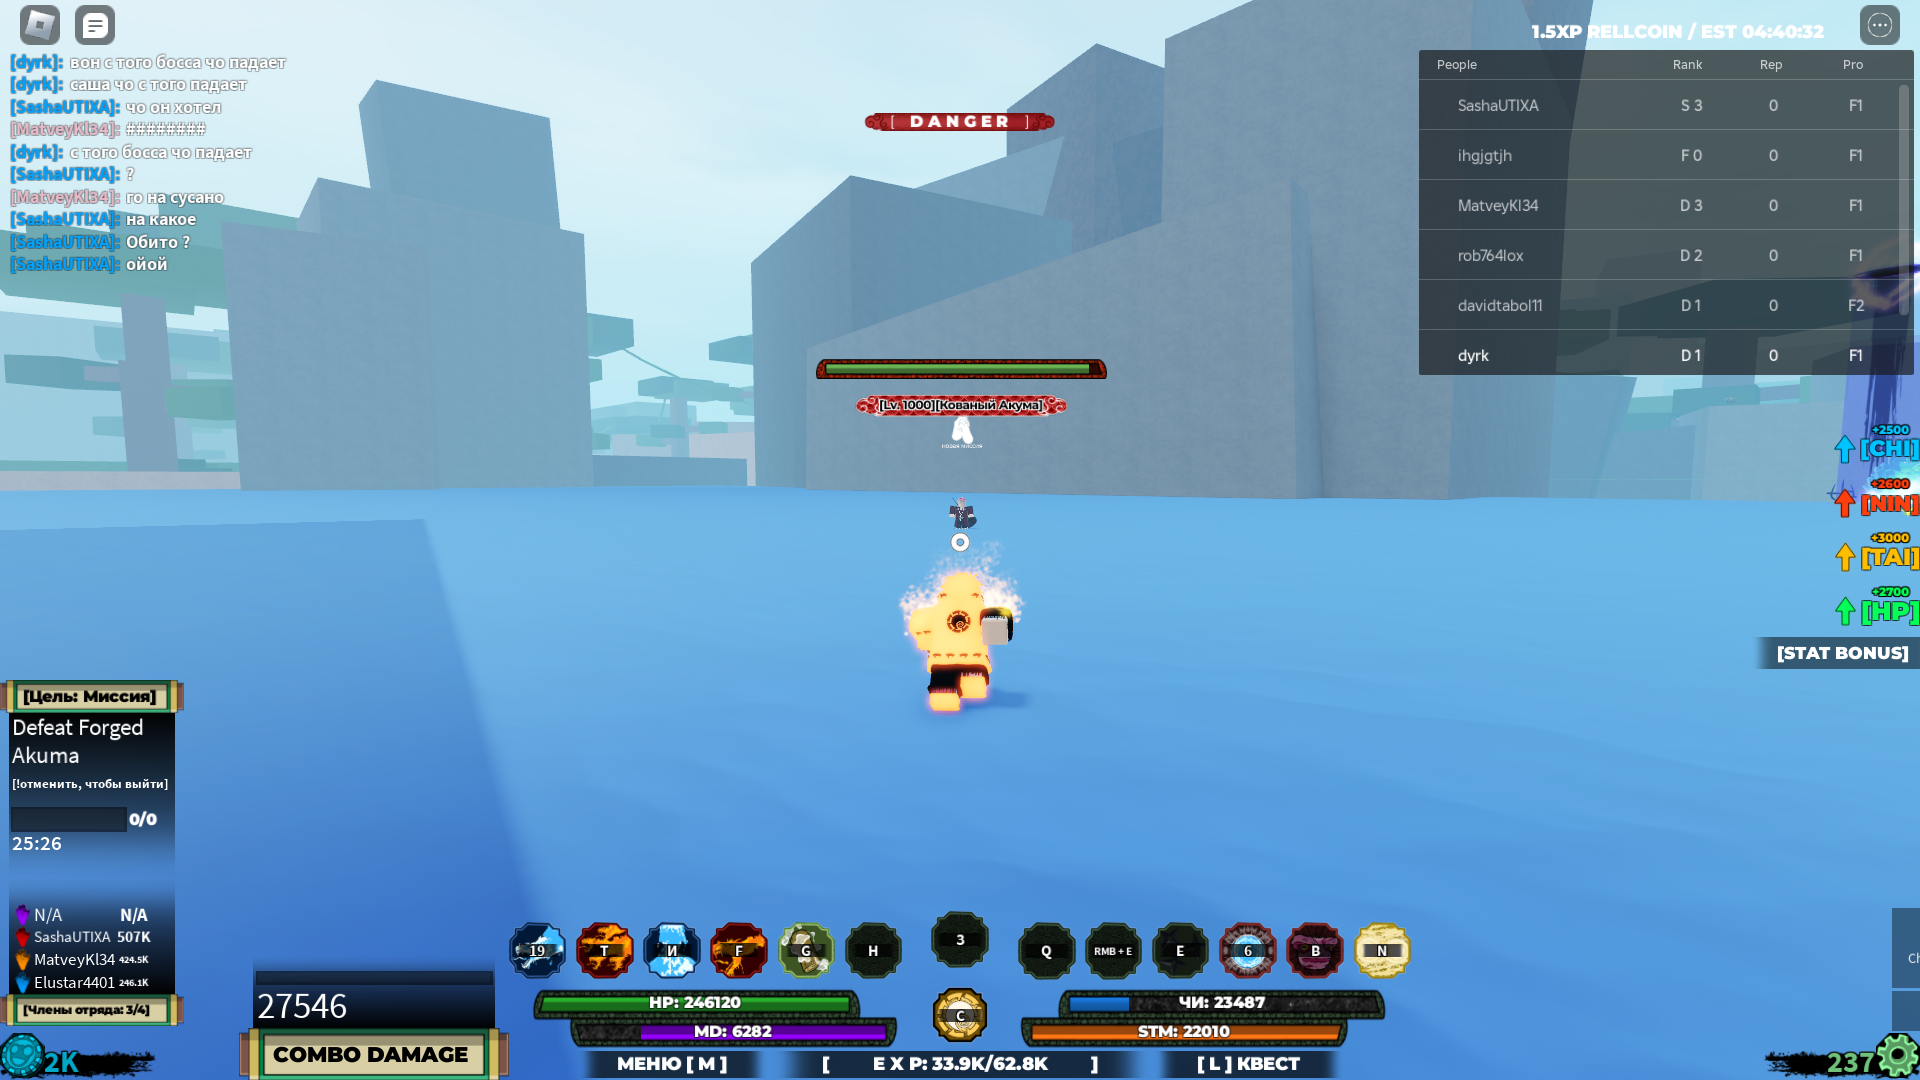 1.5XP RELLCOIN / EST 04:40:32
[dyrk]: вон с того босса чо падает
[dyrk]: саша чо с того падает
[SashaUTIXA]: чо он хотел
[MatveyKl34]: ########
[dyrk]: с того босса чо падает
[SashaUTIXA]: ?
[MatveyKl34]: го на сусано
[SashaUTIXA]: на какое
[SashaUTIXA]: Обито ?
[SashaUTIXA]: ойой
[ DANGER ]
People Rank Rep Pro
SashaUTIXA S 3 0 F1
ihgjgtjh F 0 0 F1
MatveyKl34 D 3 0 F1
rob764lox D 2 0 F1
davidtabol11 D 1 0 F2
dyrk D 1 0 F1
[Lv. 1000][Кованый Акума]
НОВАЯ МИССИЯ
+2500
[CHI]
+2600
[NIN]
+3000
[TAI]
+2700
[HP]
[STAT BONUS]
[Цель: Миссия]
Defeat Forged
Akuma
[!отменить, чтобы выйти]
0/0
25:26
N/A N/A
SashaUTIXA 507K
MatveyKl34 424.5K
Elustar4401 246.1K
[Члены отряда: 3/4]
2K
27546
COMBO DAMAGE
19 T И F G H 3 Q RMB + E E 6 B N
HP: 246120
MD: 6282
C
ЧИ: 23487
STM: 22010
МЕНЮ [ M ]
[ E X P: 33.9K/62.8K ]
[ L ] КВЕСТ
Ch
237